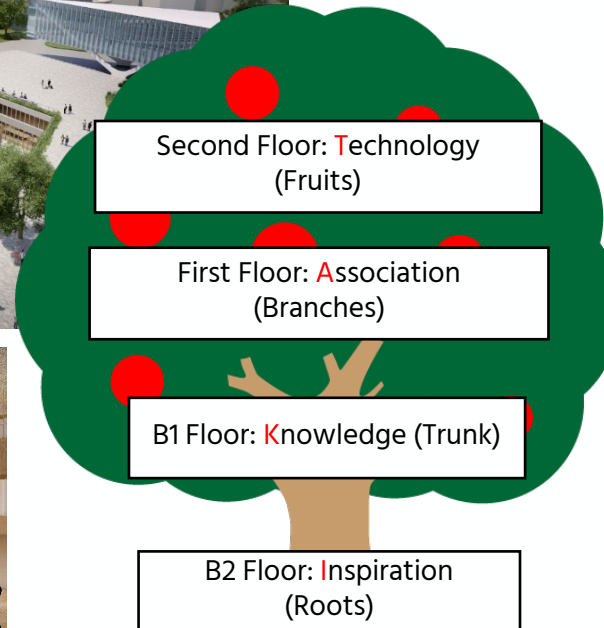 Second Floor: Technology
(Fruits)
First Floor: Association
(Branches)
B1 Floor: Knowledge (Trunk)
B2 Floor: Inspiration
(Roots)